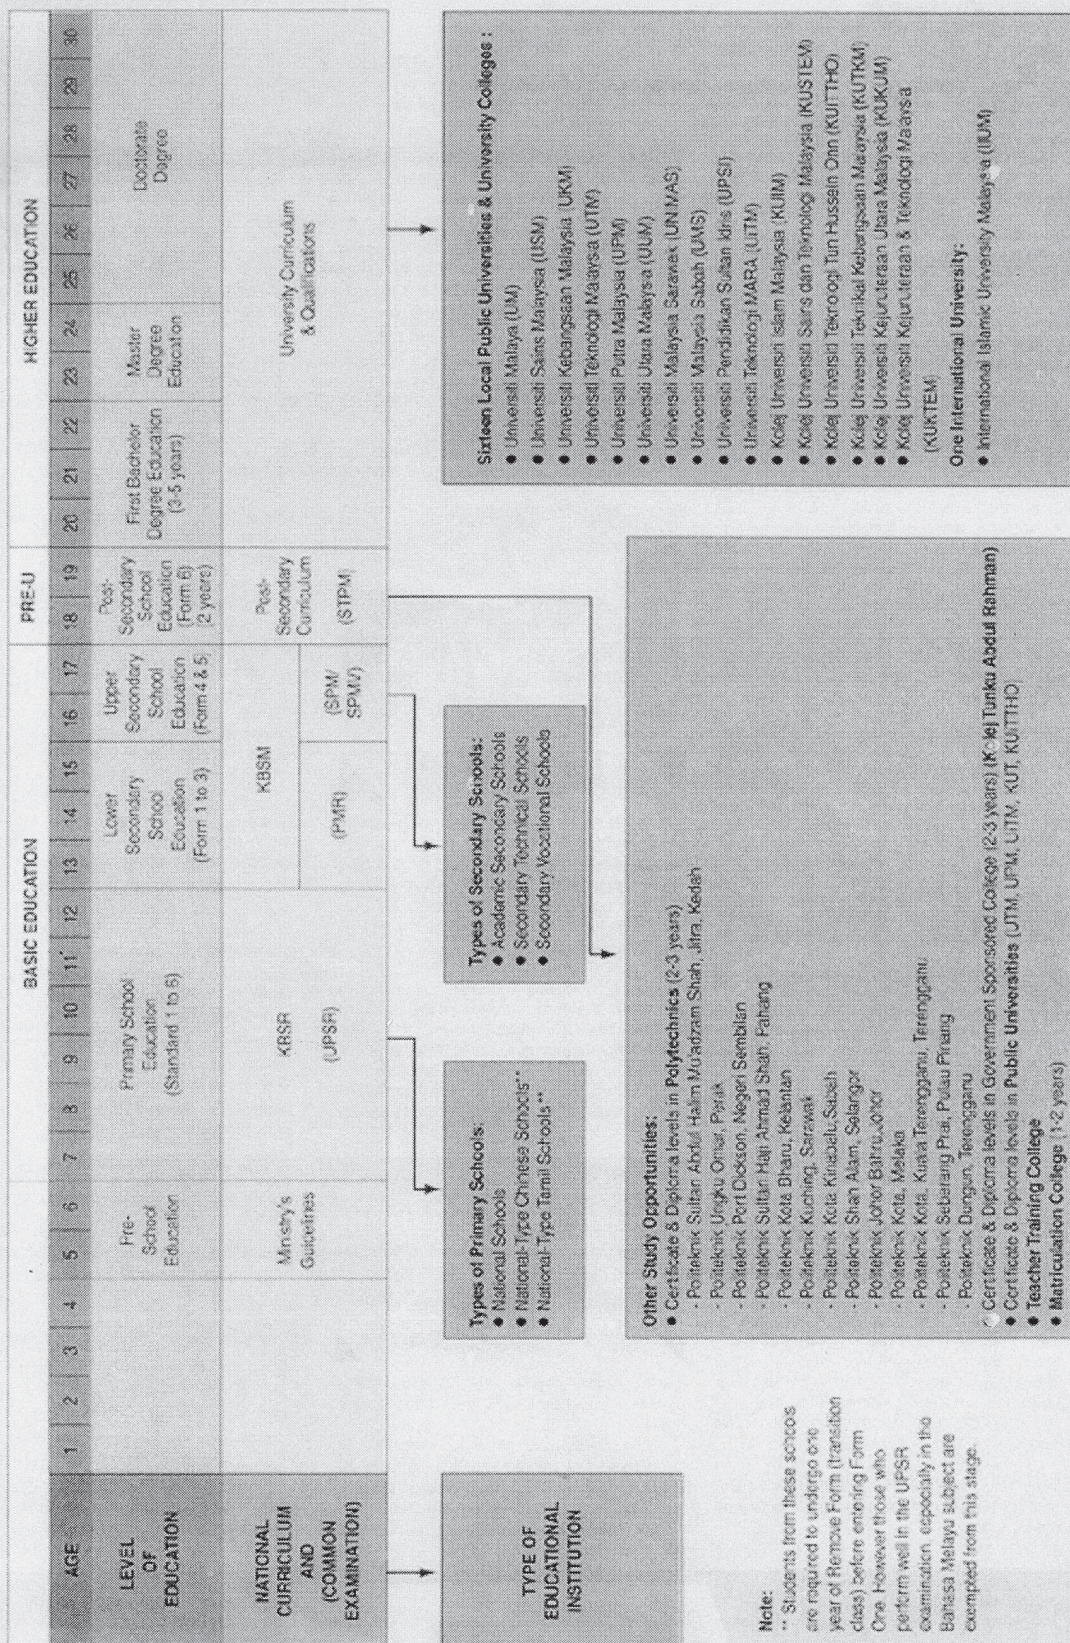 BASIC EDUCATION
PRE-U
HIGHER EDUCATION
AGE
1 2 3 4 5 6 7 8 9 10 11 12 13 14 15 16 17 18 19 20 21 22 23 24 25 26 27 28 29 30
LEVEL
OF
EDUCATION
Pre-
School
Education
Primary School
Education
(Standard 1 to 6)
Lower
Secondary
School
Education
(Form 1 to 3)
Upper
Secondary
School
Education
(Form 4 & 5)
Post-
Secondary
School
Education
(Form 6)
2 years)
First Bachelor
Degree Education
(3-5 years)
Master
Degree
Education
Doctorate
Degree
NATIONAL
CURRICULUM
AND
(COMMON
EXAMINATION)
Ministry's
Guidelines
KBSR
(UPSR)
KBSM
(PMR)
(SPM/
SPMV)
Post-
Secondary
Curriculum
(STPM)
University Curriculum
& Qualifications
TYPE OF
EDUCATIONAL
INSTITUTION
Types of Primary Schools:
● National Schools
● National-Type Chinese Schools**
● National-Type Tamil Schools**
Types of Secondary Schools:
● Academic Secondary Schools
● Secondary Technical Schools
● Secondary Vocational Schools
Sixteen Local Public Universities & University Colleges :
● Universiti Malaya (UM)
● Universiti Sains Malaysia (USM)
● Universiti Kebangsaan Malaysia (UKM)
● Universiti Teknologi Malaysia (UTM)
● Universiti Putra Malaysia (UPM)
● Universiti Utara Malaysia (UUM)
● Universiti Malaysia Sarawak (UNIMAS)
● Universiti Malaysia Sabah (UMS)
● Universiti Pendidikan Sultan Idris (UPSI)
● Universiti Teknologi MARA (UiTM)
● Kolej Universiti Islam Malaysia (KUIM)
● Kolej Universiti Sains dan Teknologi Malaysia (KUSTEM)
● Kolej Universiti Teknologi Tun Hussein Onn (KUITTHO)
● Kolej Universiti Teknikal Kebangsaan Malaysia (KUTKM)
● Kolej Universiti Kejuruteraan Utara Malaysia (KUKUM)
● Kolej Universiti Kejuruteraan & Teknologi Malaysia
(KUKTEM)
One International University:
● International Islamic University Malaysia (IIUM)
Other Study Opportunities:
● Certificate & Diploma levels in Polytechnics (2-3 years)
- Politeknik Sultan Abdul Halim Mu'adzam Shah, Jitra, Kedah
- Politeknik Ungku Omar, Perak
- Politeknik Port Dickson, Negeri Sembilan
- Politeknik Sultan Haji Ahmad Shah, Pahang
- Politeknik Kota Bharu, Kelantan
- Politeknik Kuching, Sarawak
- Politeknik Kota Kinabalu, Sabah
- Politeknik Shah Alam, Selangor
- Politeknik Johor Bahru, Johor
- Politeknik Kota, Melaka
- Politeknik Kota, Kuala Terengganu, Terengganu
- Politeknik Seberang Prai, Pulau Pinang
- Politeknik Dungun, Terengganu
● Certificate & Diploma levels in Government Sponsored College (2-3 years) (Kolej Tunku Abdul Rahman)
● Certificate & Diploma levels in Public Universities (UTM, UPM, UiTM, KUT, KUITTHO)
● Teacher Training College
● Matriculation College (1-2 years)
Note:
** Students from these schools
are required to undergo one
year of Remove Form (transition
class) before entering Form
One. However those who
perform well in the UPSR
examination, especially in the
Bahasa Melayu subject are
exempted from this stage.